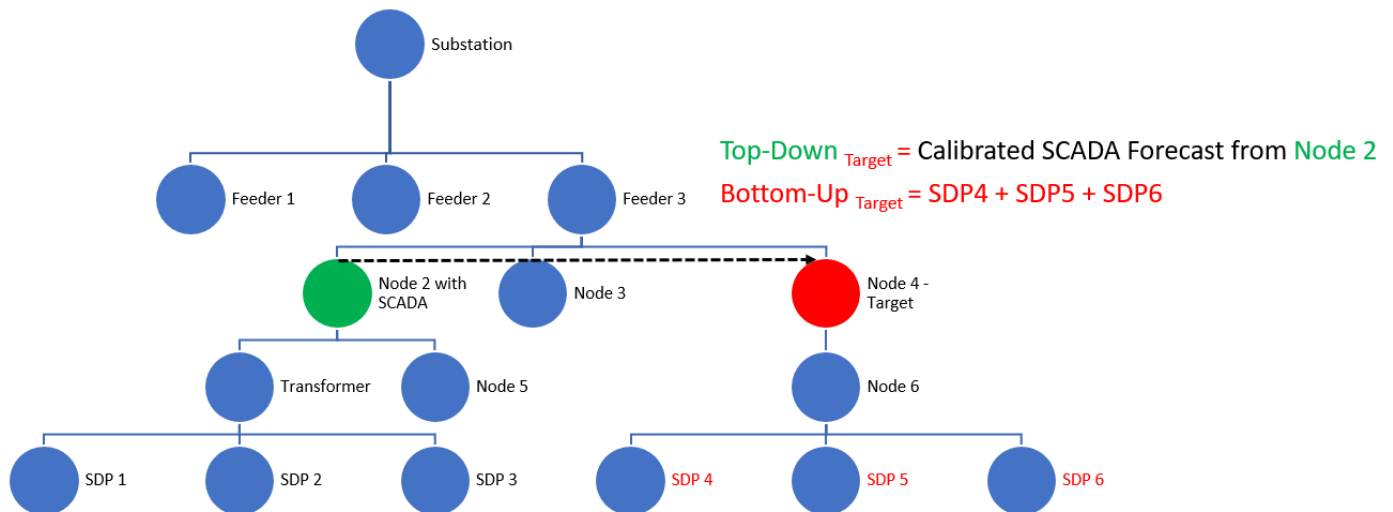 Substation
Top-Down Target = Calibrated SCADA Forecast from Node 2
Bottom-Up Target = SDP4 + SDP5 + SDP6
Feeder 1
Feeder 2
Feeder 3
Node 2 with
SCADA
Node 3
Node 4 -
Target
Transformer
Node 5
Node 6
SDP 1
SDP 2
SDP 3
SDP 4
SDP 5
SDP 6